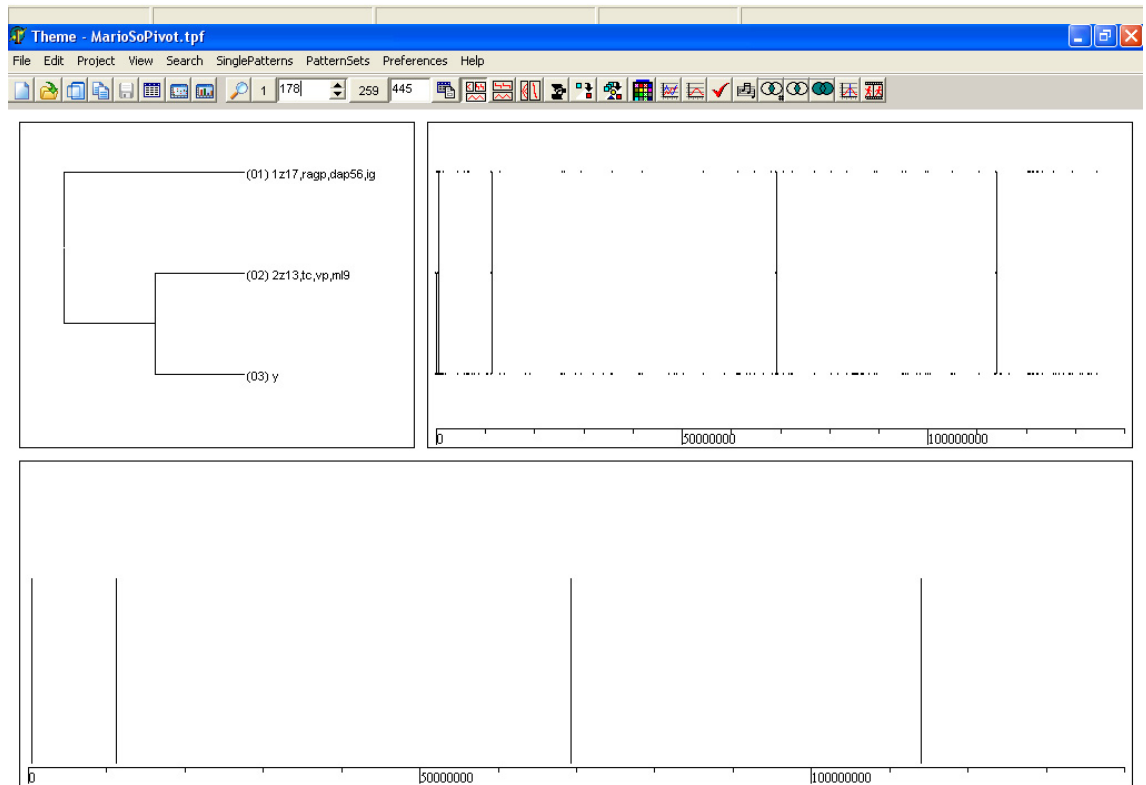 Theme - MarioSoPivot.tpf
File Edit Project View Search SinglePatterns PatternSets Preferences Help
1 178 259 445
(01) 1z17,ragp,dap56,ig
(02) 2z13,tc,vp,ml9
(03) y
0 50000000 100000000
0 50000000 100000000